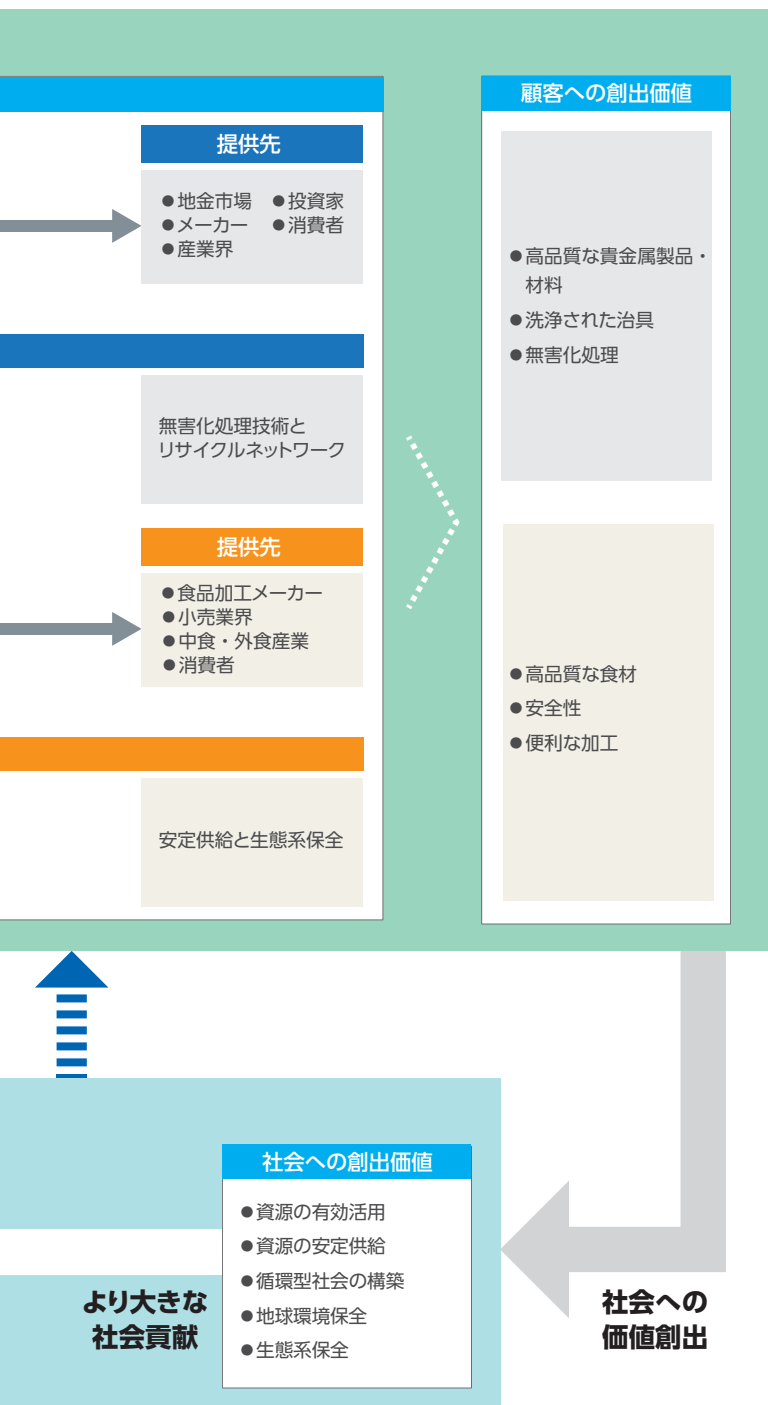 提供先
●地金市場 ●投資家
●メーカー ●消費者
●産業界
無害化処理技術と
リサイクルネットワーク
提供先
●食品加工メーカー
●小売業界
●中食・外食産業
●消費者
安定供給と生態系保全
顧客への創出価値
●高品質な貴金属製品・
材料
●洗浄された治具
●無害化処理
●高品質な食材
●安全性
●便利な加工
社会への創出価値
●資源の有効活用
●資源の安定供給
●循環型社会の構築
●地球環境保全
●生態系保全
より大きな
社会貢献
社会への
価値創出